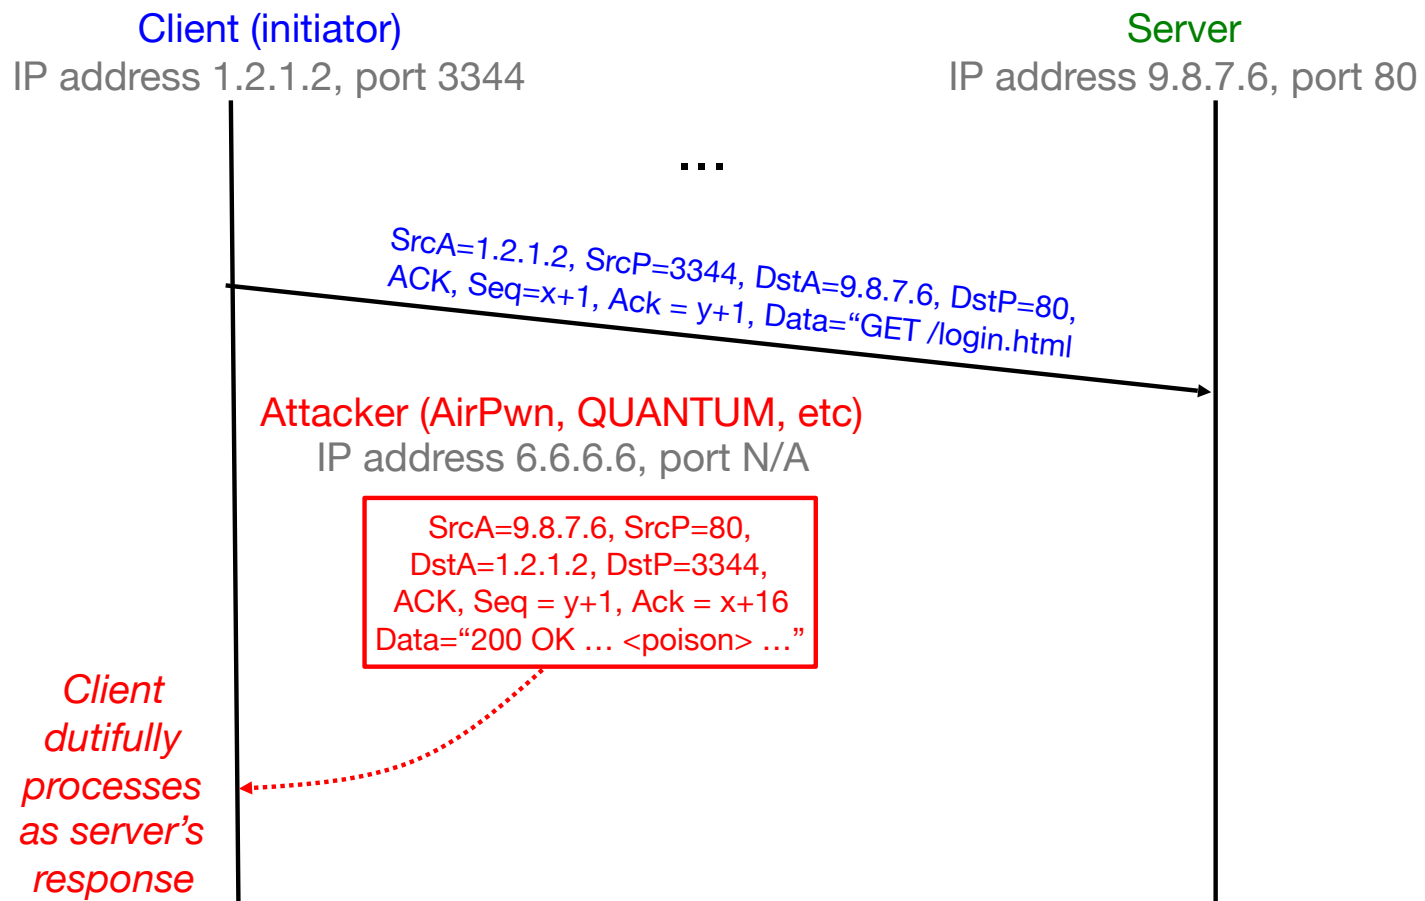 Client (initiator)
IP address 1.2.1.2, port 3344
Server
IP address 9.8.7.6, port 80
...
SrcA=1.2.1.2, SrcP=3344, DstA=9.8.7.6, DstP=80,
ACK, Seq=x+1, Ack = y+1, Data=“GET /login.html
Attacker (AirPwn, QUANTUM, etc)
IP address 6.6.6.6, port N/A
SrcA=9.8.7.6, SrcP=80,
DstA=1.2.1.2, DstP=3344,
ACK, Seq = y+1, Ack = x+16
Data=“200 OK … <poison> …”
Client
dutifully
processes
as server’s
response